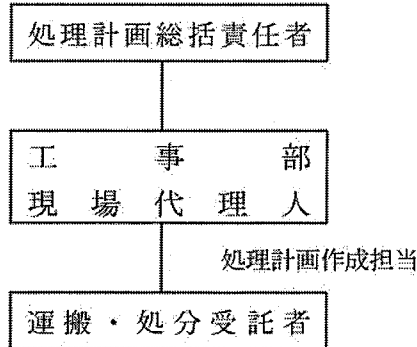 処理計画総括責任者
工事部
現場代理人
処理計画作成担当
運搬・処分受託者